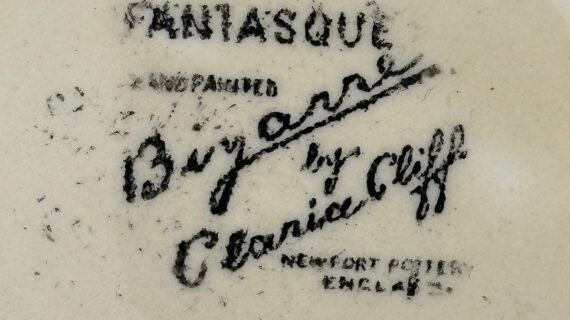 FANTASQUE
HANDPAINTED
Bizarre
by
Clarice Cliff
NEWPORT POTTERY
ENGLAND.